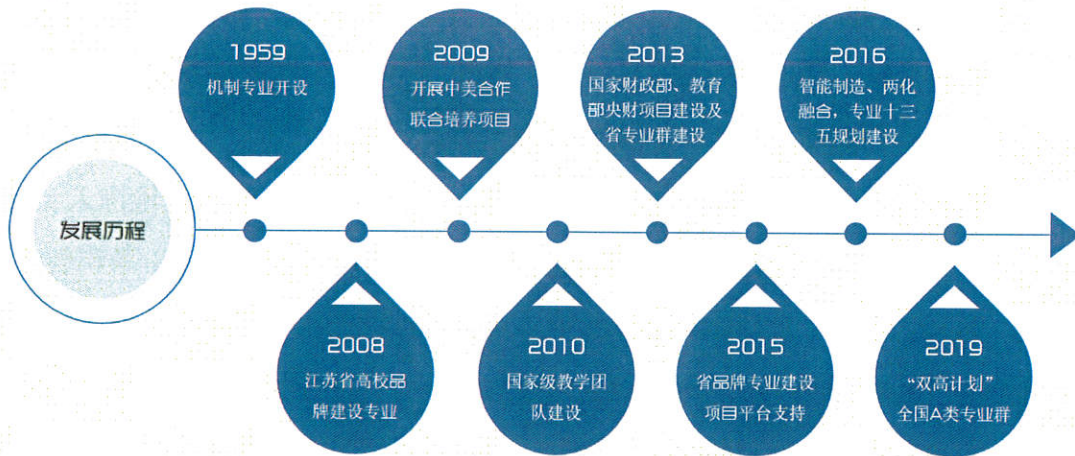 发展历程
1959
机制专业开设
2008
江苏省高校品
牌建设专业
2009
开展中美合作
联合培养项目
2010
国家级教学团
队建设
2013
国家财政部、教育
部央财项目建设及
省专业群建设
2015
省品牌专业建设
项目平台支持
2016
智能制造、两化
融合，专业十三
五规划建设
2019
“双高计划”
全国A类专业群